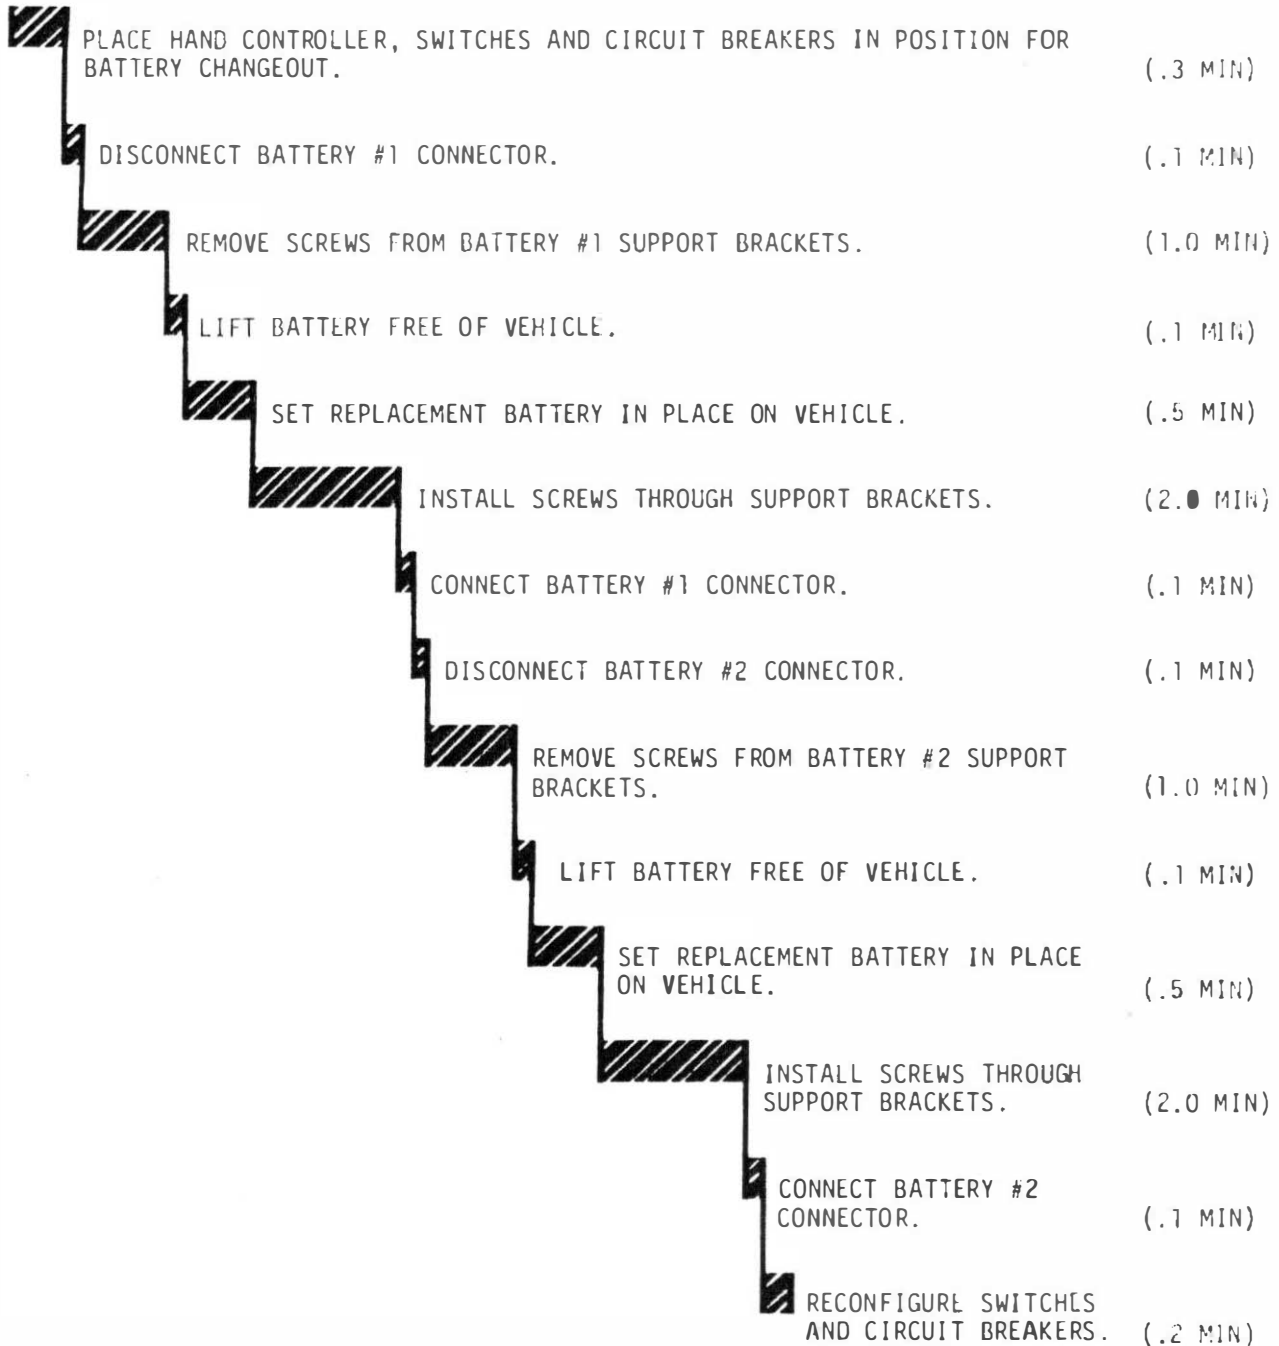 PLACE HAND CONTROLLER, SWITCHES AND CIRCUIT BREAKERS IN POSITION FOR
BATTERY CHANGEOUT. (.3 MIN)
DISCONNECT BATTERY #1 CONNECTOR. (.1 MIN)
REMOVE SCREWS FROM BATTERY #1 SUPPORT BRACKETS. (1.0 MIN)
LIFT BATTERY FREE OF VEHICLE. (.1 MIN)
SET REPLACEMENT BATTERY IN PLACE ON VEHICLE. (.5 MIN)
INSTALL SCREWS THROUGH SUPPORT BRACKETS. (2.0 MIN)
CONNECT BATTERY #1 CONNECTOR. (.1 MIN)
DISCONNECT BATTERY #2 CONNECTOR. (.1 MIN)
REMOVE SCREWS FROM BATTERY #2 SUPPORT
BRACKETS. (1.0 MIN)
LIFT BATTERY FREE OF VEHICLE. (.1 MIN)
SET REPLACEMENT BATTERY IN PLACE
ON VEHICLE. (.5 MIN)
INSTALL SCREWS THROUGH
SUPPORT BRACKETS. (2.0 MIN)
CONNECT BATTERY #2
CONNECTOR. (.1 MIN)
RECONFIGURE SWITCHES
AND CIRCUIT BREAKERS. (.2 MIN)